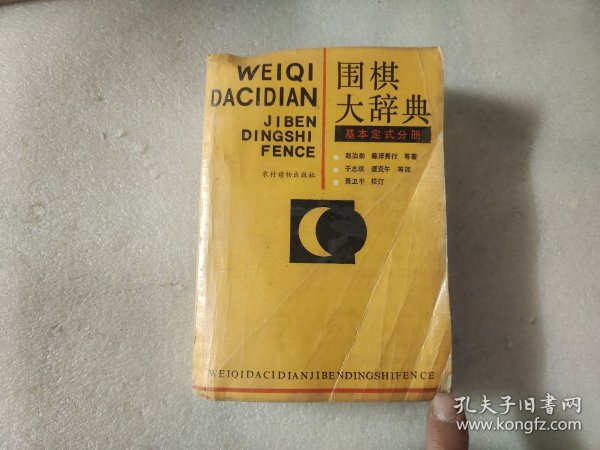 WEIQI
DACIDIAN
JIBEN
DINGSHI
FENCE
农村读物出版社
围棋
大辞典
基本定式分册
赵治勋 藤泽秀行 等著
于志琪 谭炎午 等译
聂卫平 校订
WEIQIDACIDIANJIBENDINGSHIFENCE
孔夫子旧书网
www.kongfz.com